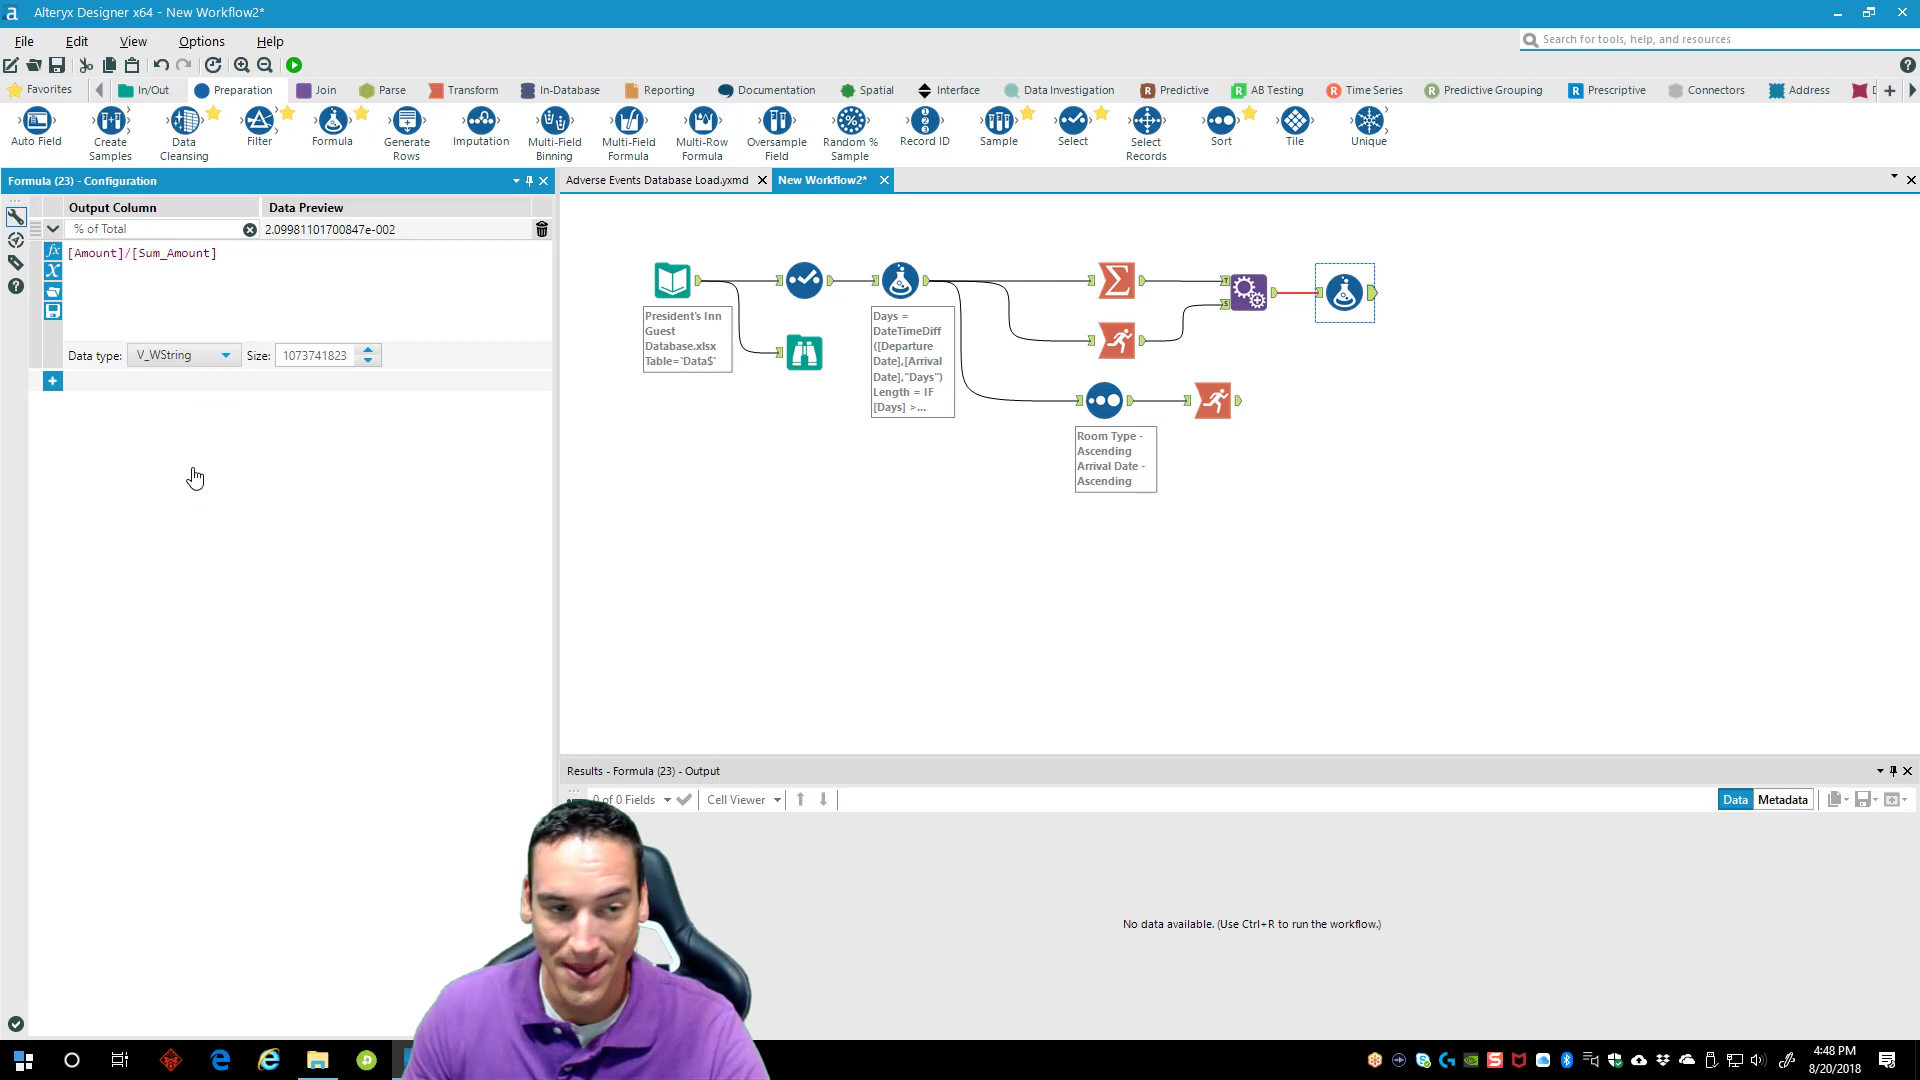 a Alteryx Designer x64 - New Workflow2*
File Edit View Options Help
Search for tools, help, and resources
Favorites In/Out Preparation Join Parse Transform In-Database Reporting Documentation Spatial Interface Data Investigation Predictive AB Testing Time Series Predictive Grouping Prescriptive Connectors Address
Auto Field
Create
Samples
Data
Cleansing
Filter
Formula
Generate
Rows
Imputation
Multi-Field
Binning
Multi-Field
Formula
Multi-Row
Formula
Oversample
Field
Random %
Sample
Record ID
Sample
Select
Select
Records
Sort
Tile
Unique
Formula (23) - Configuration
Adverse Events Database Load.yxmd
New Workflow2*
Output Column Data Preview
% of Total 2.09981101700847e-002
[Amount]/[Sum_Amount]
Data type: V_WString Size: 1073741823
President's Inn
Guest
Database.xlsx
Table=`Data$`
Days =
DateTimeDiff
([Departure
Date],[Arrival
Date],"Days")
Length = IF
[Days] >...
Room Type -
Ascending
Arrival Date -
Ascending
Results - Formula (23) - Output
0 of 0 Fields Cell Viewer Data Metadata
No data available. (Use Ctrl+R to run the workflow.)
4:48 PM
8/20/2018